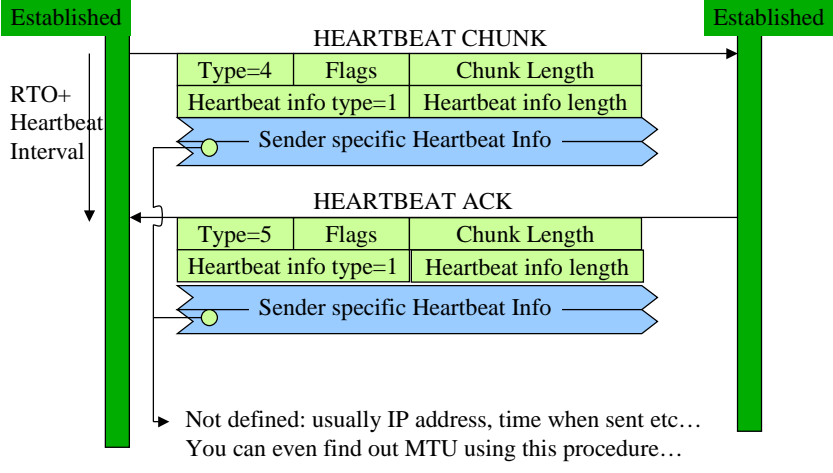 Established
Established
HEARTBEAT CHUNK
Type=4 Flags Chunk Length
Heartbeat info type=1 Heartbeat info length
Sender specific Heartbeat Info
RTO+
Heartbeat
Interval
HEARTBEAT ACK
Type=5 Flags Chunk Length
Heartbeat info type=1 Heartbeat info length
Sender specific Heartbeat Info
Not defined: usually IP address, time when sent etc…
You can even find out MTU using this procedure…